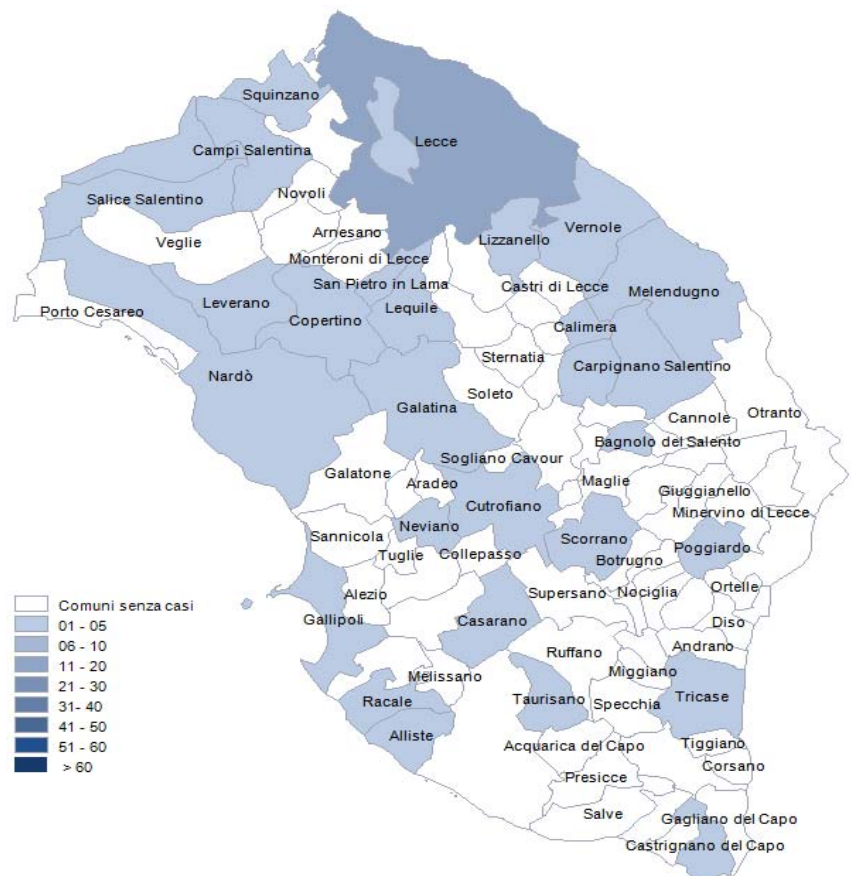 Squinzano
Lecce
Campi Salentina
Novoli
Salice Salentino
Arnesano
Veglie
Lizzanello
Vernole
Monteroni di Lecce
San Pietro in Lama
Castri di Lecce
Melendugno
Leverano
Lequile
Porto Cesareo
Copertino
Calimera
Sternatia
Carpignano Salentino
Nardò
Soleto
Galatina
Cannole
Otranto
Bagnolo del Salento
Sogliano Cavour
Galatone
Aradeo
Maglie
Giuggianello
Cutrofiano
Minervino di Lecce
Neviano
Sannicola
Scorrano
Poggiardo
Tuglie
Collepasso
Botrugno
Alezio
Supersano
Nociglia
Ortelle
Gallipoli
Casarano
Diso
Andrano
Ruffano
Miggiano
Melissano
Racale
Taurisano
Specchia
Tricase
Alliste
Acquarica del Capo
Tiggiano
Corsano
Presicce
Salve
Gagliano del Capo
Castrignano del Capo
Comuni senza casi
01 - 05
06 - 10
11 - 20
21 - 30
31- 40
41 - 50
51 - 60
> 60